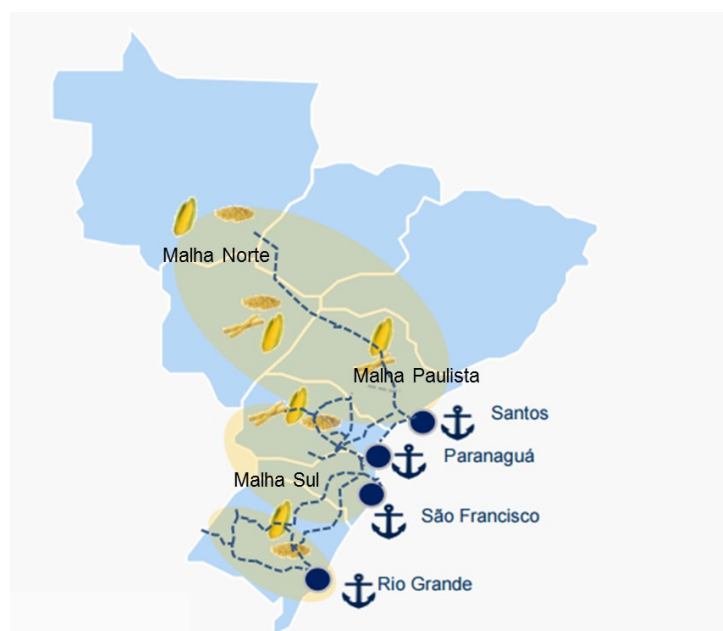 Malha Norte
Malha Paulista
Santos
Paranaguá
Malha Sul
São Francisco
Rio Grande